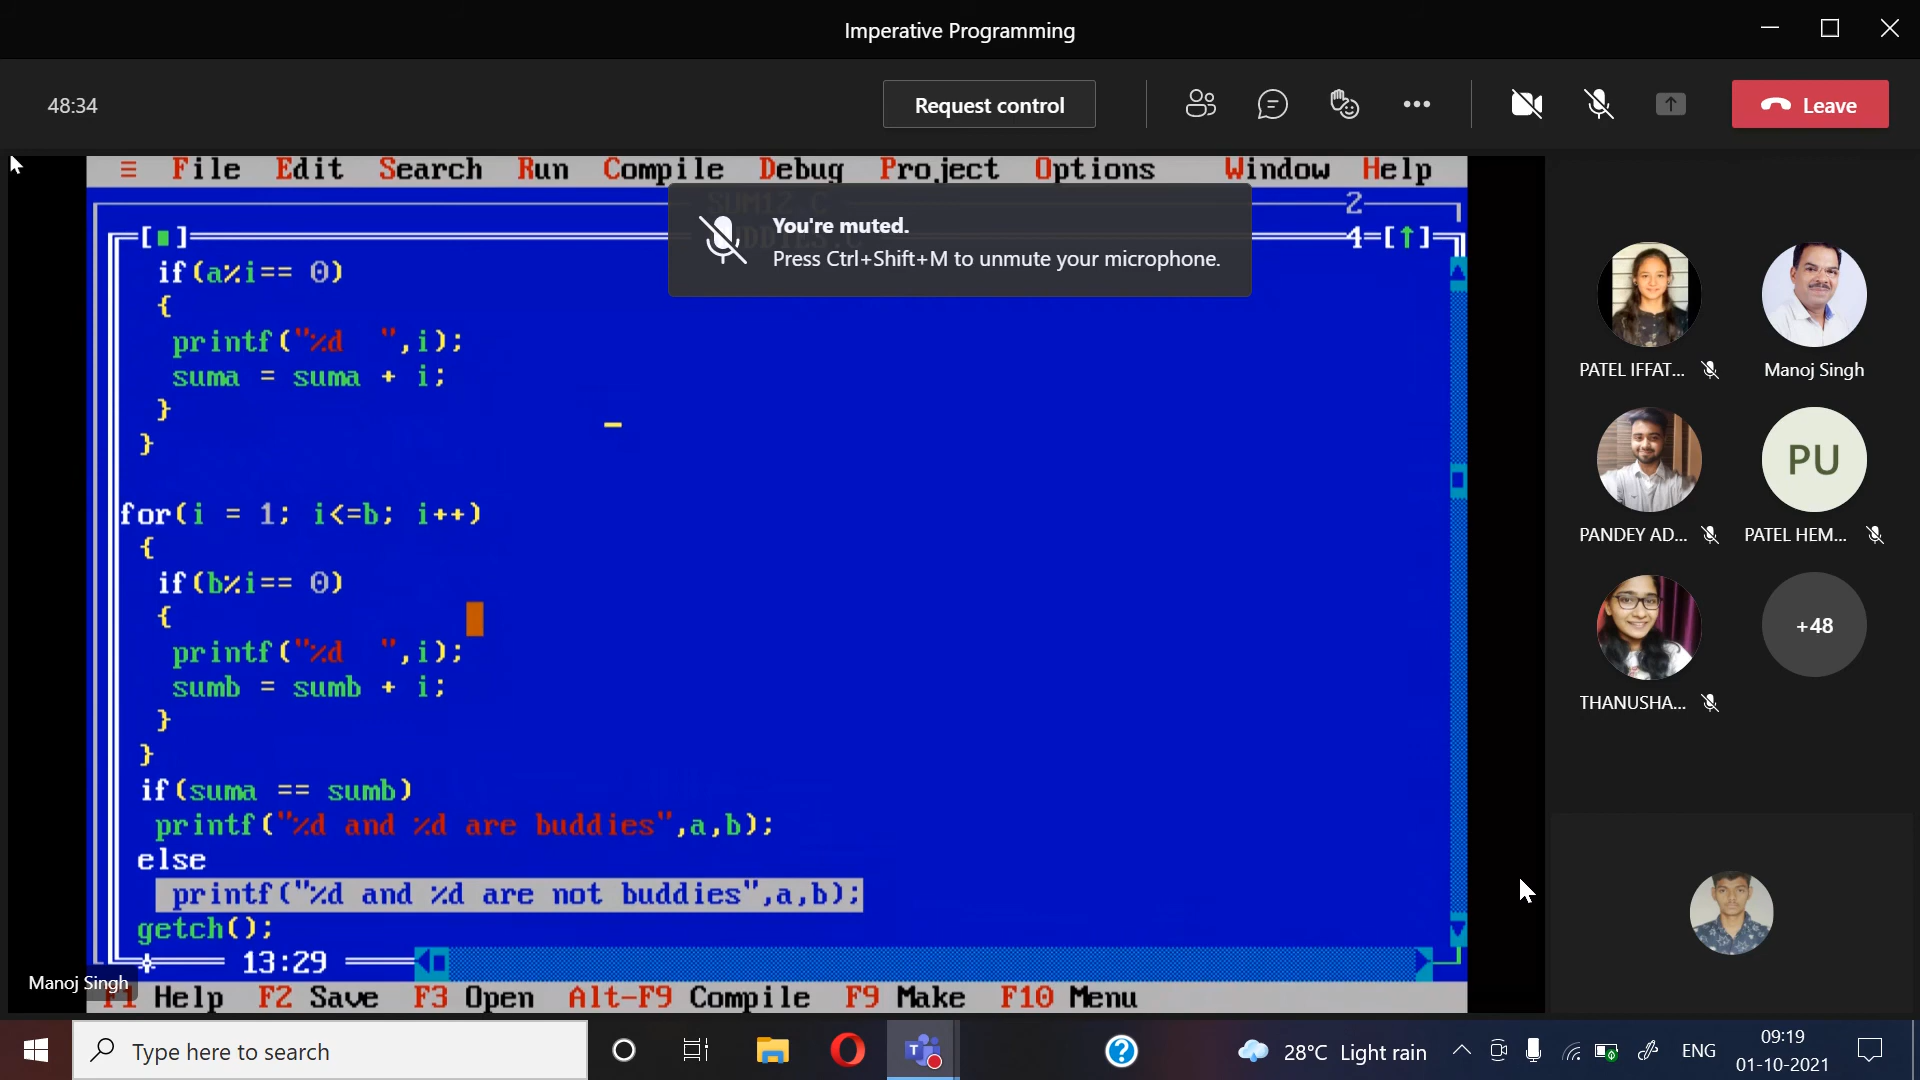 Imperative Programming
48:34
Request control
Leave
File Edit Search Run Compile Debug Project Options Window Help
SUM12.C 2
4=[↑]
You're muted.
Press Ctrl+Shift+M to unmute your microphone.
if(a%i== 0)
{
printf("%d  ",i);
suma = suma + i;
}
}
for(i = 1; i<=b; i++)
{
if(b%i== 0)
{
printf("%d  ",i);
sumb = sumb + i;
}
}
if(suma == sumb)
printf("%d and %d are buddies",a,b);
else
printf("%d and %d are not buddies",a,b);
getch();
13:29
Manoj Singh
F1 Help F2 Save F3 Open Alt-F9 Compile F9 Make F10 Menu
PATEL IFFAT...
Manoj Singh
PU
PANDEY AD...
PATEL HEM...
+48
THANUSHA...
Type here to search
28°C Light rain
ENG
09:19
01-10-2021